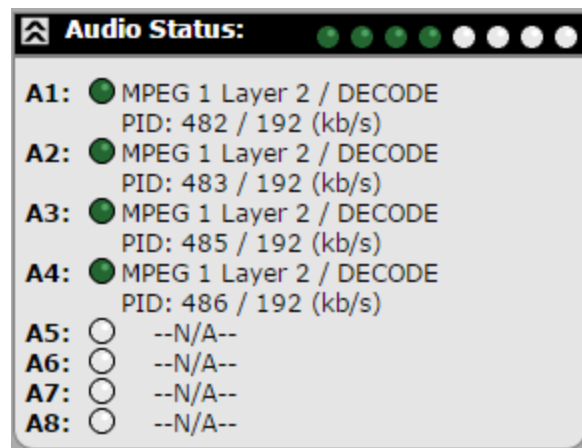 Audio Status:
A1: MPEG 1 Layer 2 / DECODE
PID: 482 / 192 (kb/s)
A2: MPEG 1 Layer 2 / DECODE
PID: 483 / 192 (kb/s)
A3: MPEG 1 Layer 2 / DECODE
PID: 485 / 192 (kb/s)
A4: MPEG 1 Layer 2 / DECODE
PID: 486 / 192 (kb/s)
A5: --N/A--
A6: --N/A--
A7: --N/A--
A8: --N/A--